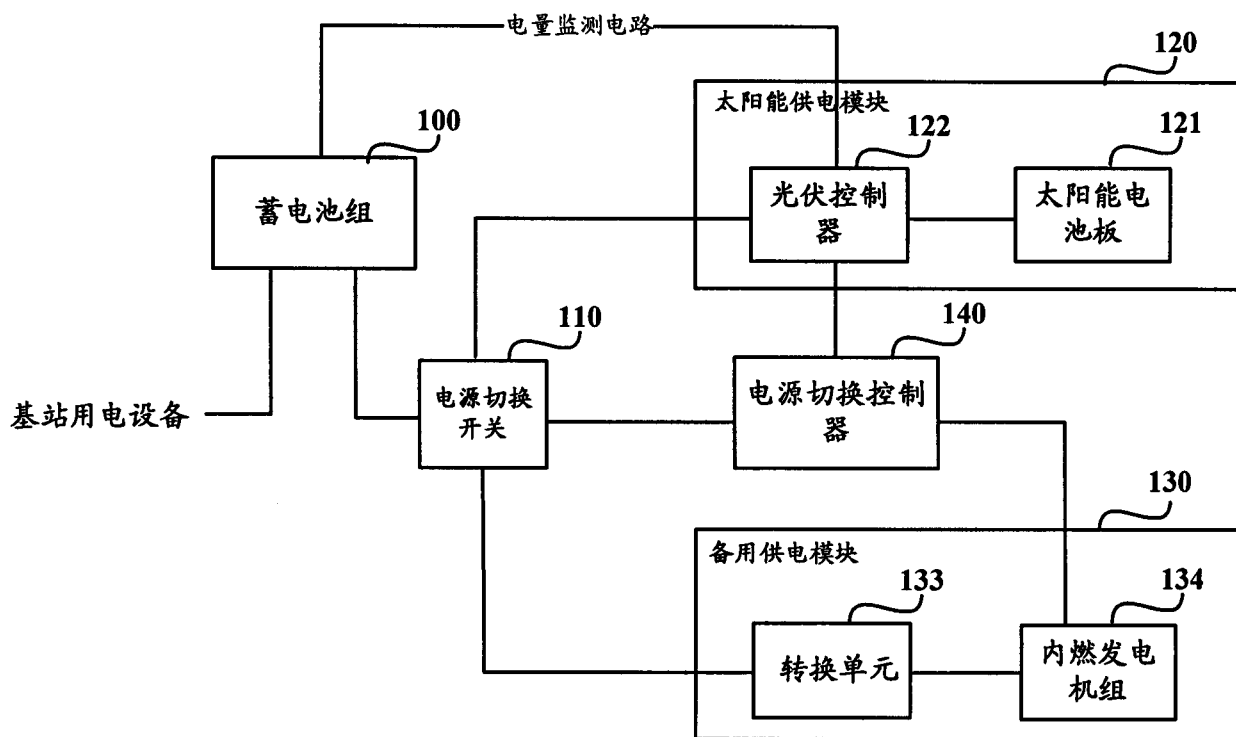 电量监测电路
120
太阳能供电模块
100
122
121
蓄电池组
光伏控制
器
太阳能电
池板
110
140
基站用电设备
电源切换
开关
电源切换控制
器
130
备用供电模块
133
134
转换单元
内燃发电
机组